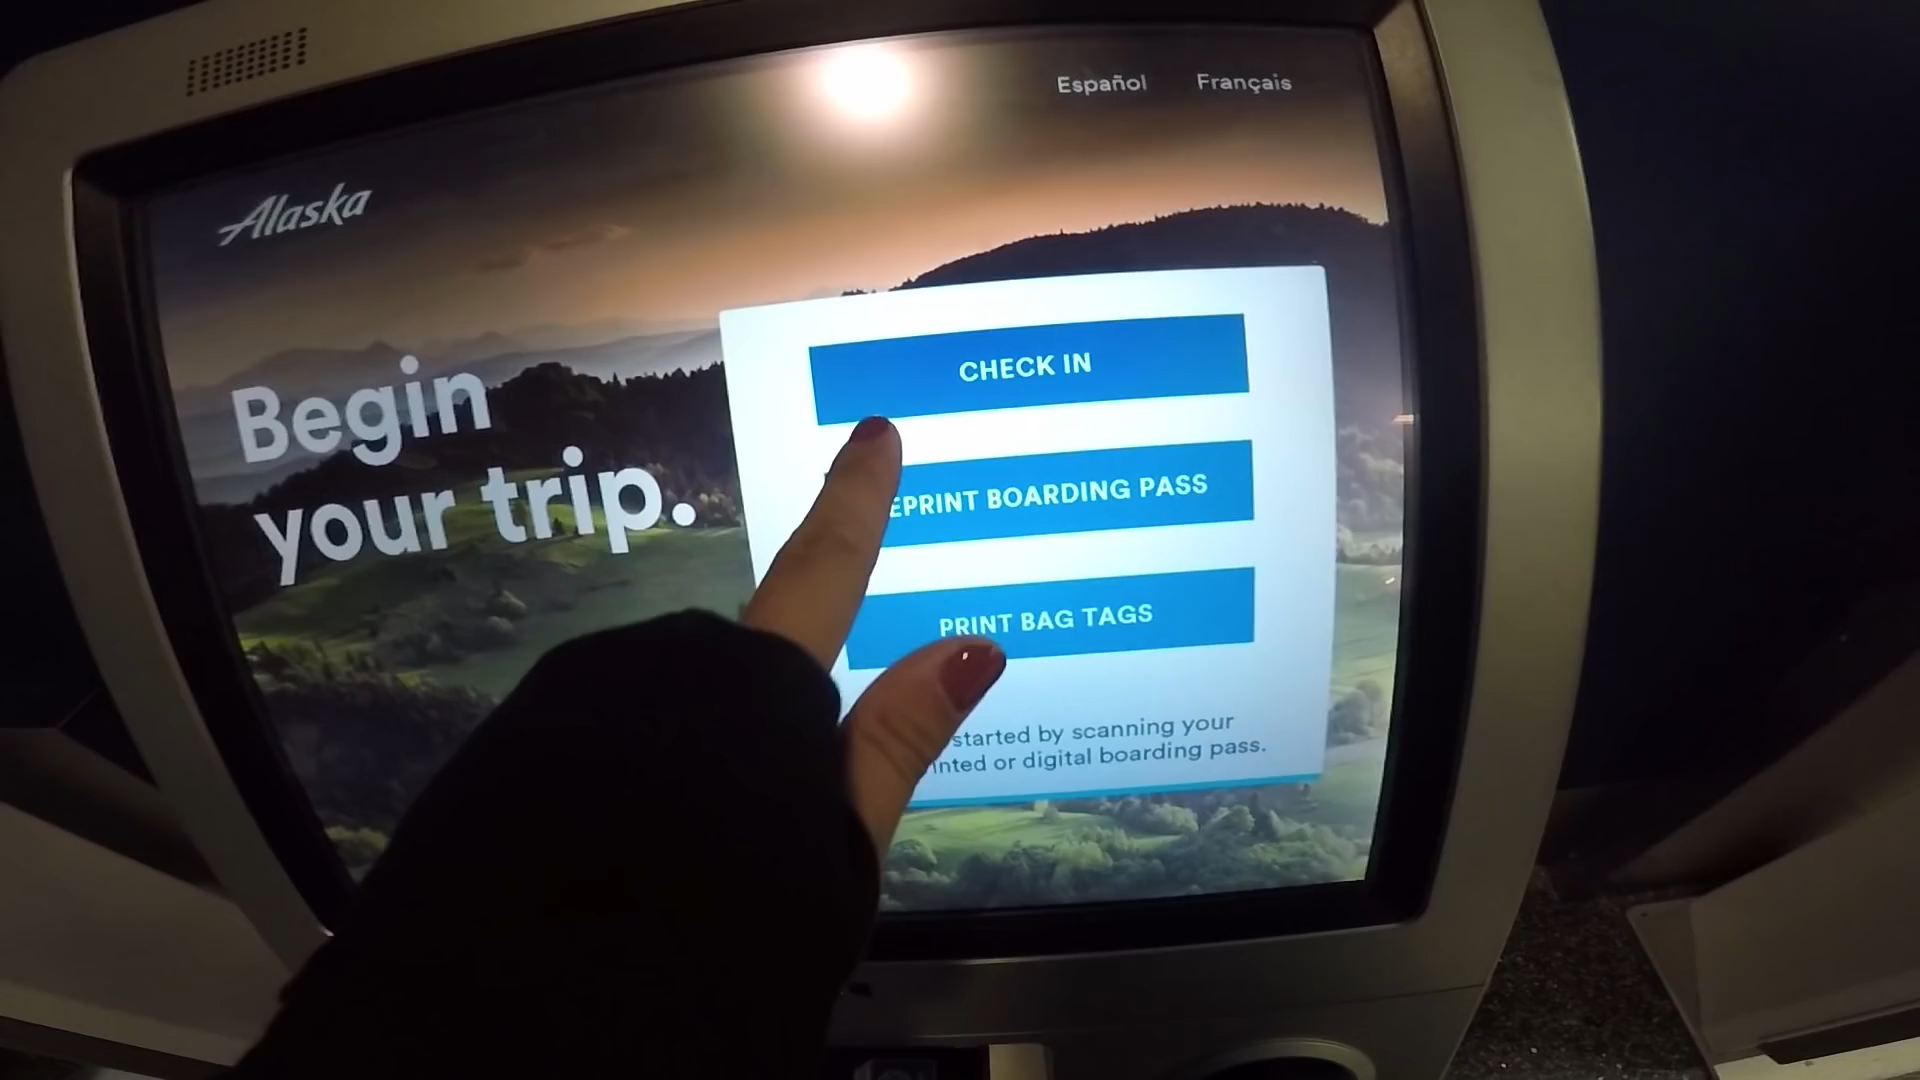 Español Français
Alaska
Begin
your trip.
CHECK IN
EPRINT BOARDING PASS
PRINT BAG TAGS
started by scanning your
inted or digital boarding pass.